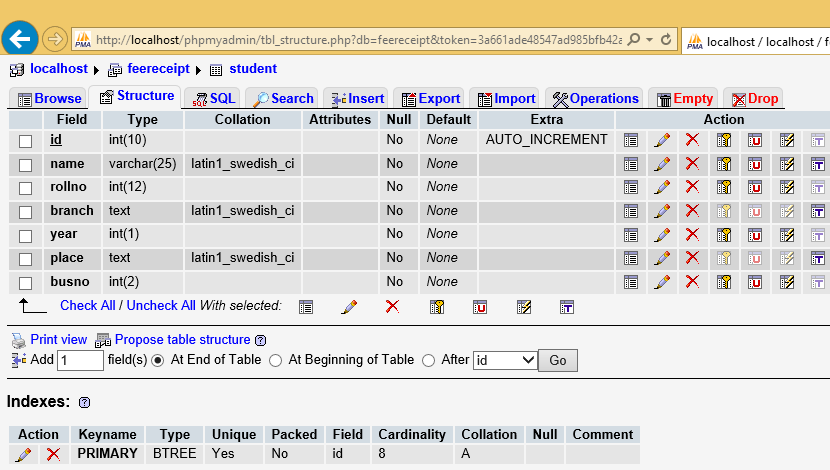 PMA http://localhost/phpmyadmin/tbl_structure.php?db=feereceipt&token=3a661ade48547ad985bfb42a PMA localhost / localhost / f
localhost feereceipt student
Browse Structure SQL Search Insert Export Import Operations Empty Drop
Field Type Collation Attributes Null Default Extra Action
id int(10) No None AUTO_INCREMENT
name varchar(25) latin1_swedish_ci No None
rollno int(12) No None
branch text latin1_swedish_ci No None
year int(1) No None
place text latin1_swedish_ci No None
busno int(2) No None
Check All / Uncheck All With selected:
Print view Propose table structure
Add 1 field(s) At End of Table At Beginning of Table After id Go
Indexes:
Action Keyname Type Unique Packed Field Cardinality Collation Null Comment
PRIMARY BTREE Yes No id 8 A